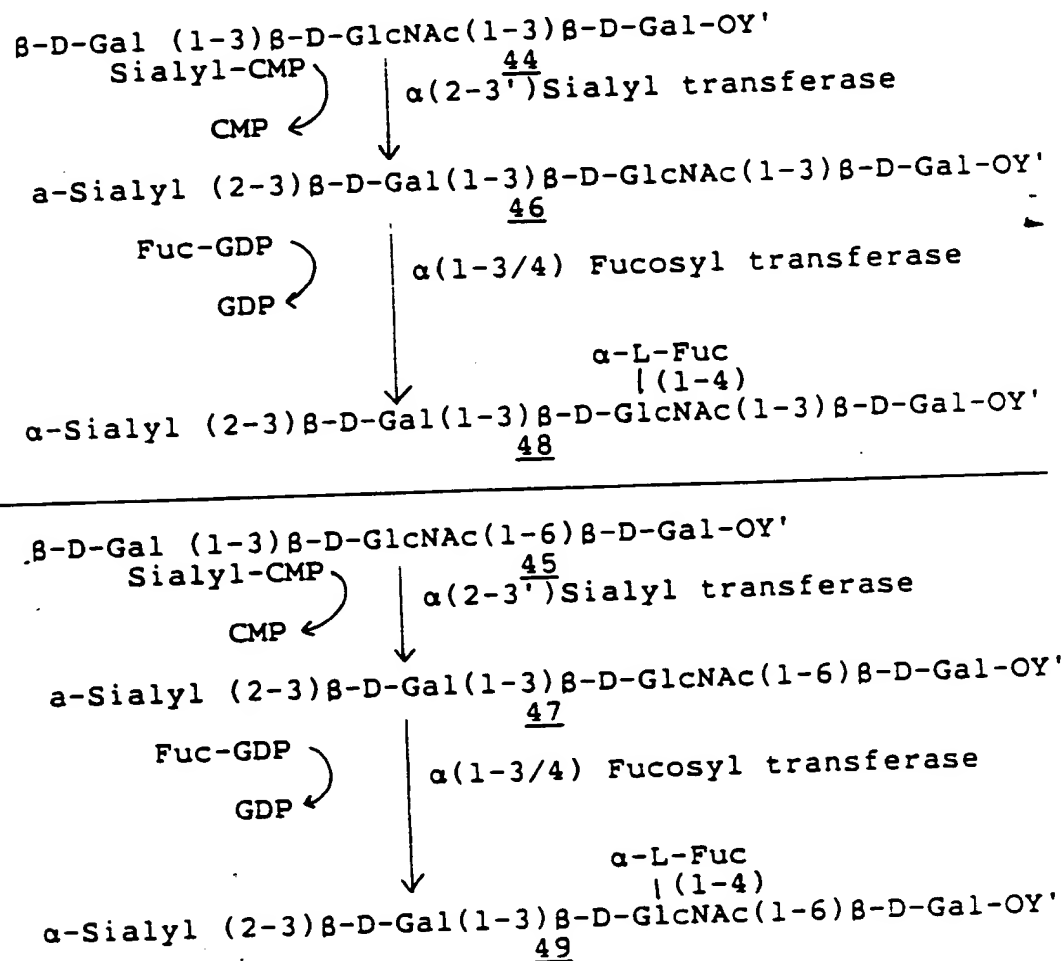 β-D-Gal (1-3)β-D-GlcNAc(1-3)β-D-Gal-OY'
44
Sialyl-CMP
α(2-3')Sialyl transferase
CMP
a-Sialyl (2-3)β-D-Gal(1-3)β-D-GlcNAc(1-3)β-D-Gal-OY'
46
Fuc-GDP
α(1-3/4) Fucosyl transferase
GDP
α-L-Fuc
(1-4)
α-Sialyl (2-3)β-D-Gal(1-3)β-D-GlcNAc(1-3)β-D-Gal-OY'
48
β-D-Gal (1-3)β-D-GlcNAc(1-6)β-D-Gal-OY'
45
Sialyl-CMP
α(2-3')Sialyl transferase
CMP
a-Sialyl (2-3)β-D-Gal(1-3)β-D-GlcNAc(1-6)β-D-Gal-OY'
47
Fuc-GDP
α(1-3/4) Fucosyl transferase
GDP
α-L-Fuc
(1-4)
α-Sialyl (2-3)β-D-Gal(1-3)β-D-GlcNAc(1-6)β-D-Gal-OY'
49